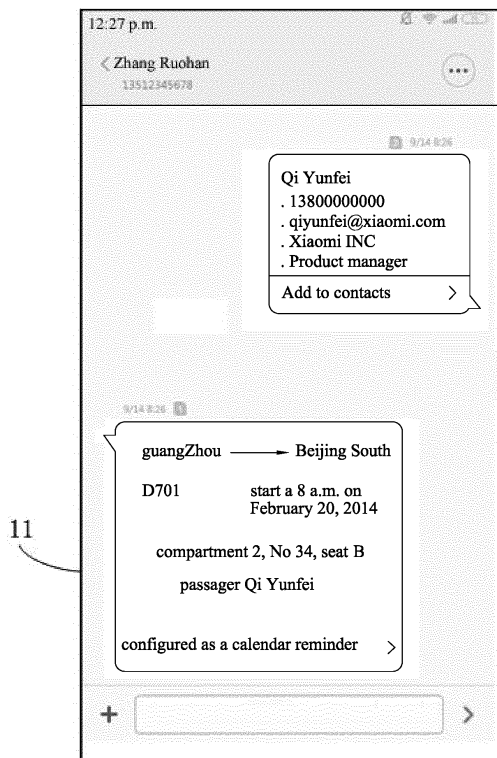 12:27 p.m.
Zhang Ruohan
13512345678
9/14 8:26
Qi Yunfei
. 13800000000
. qiyunfei@xiaomi.com
. Xiaomi INC
. Product manager
Add to contacts
9/14 8:26
guangZhou Beijing South
D701 start a 8 a.m. on
February 20, 2014
compartment 2, No 34, seat B
passager Qi Yunfei
11
configured as a calendar reminder